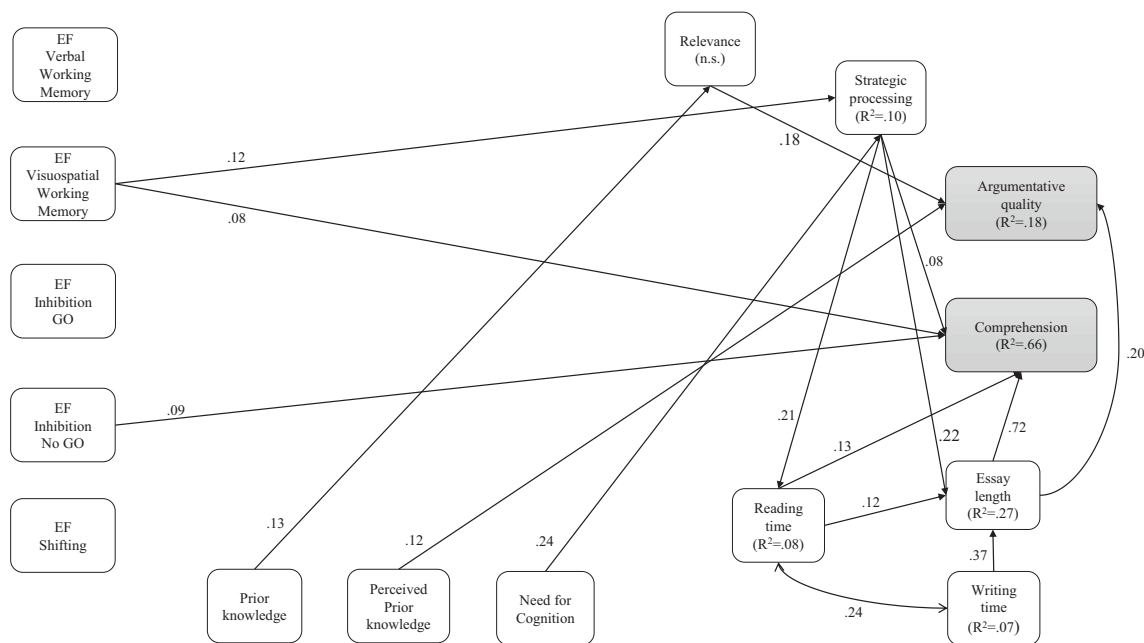 EF
Verbal
Working
Memory
Relevance
(n.s.)
Strategic
processing
(R²=.10)
.12
.18
EF
Visuospatial
Working
Memory
Argumentative
quality
(R²=.18)
.08
.08
EF
Inhibition
GO
Comprehension
(R²=.66)
.20
EF
Inhibition
No GO
.09
.21
.22
.13
.72
EF
Shifting
Reading
time
(R²=.08)
.12
Essay
length
(R²=.27)
.13
.12
.24
.37
Prior
knowledge
Perceived
Prior
knowledge
Need for
Cognition
.24
Writing
time
(R²=.07)